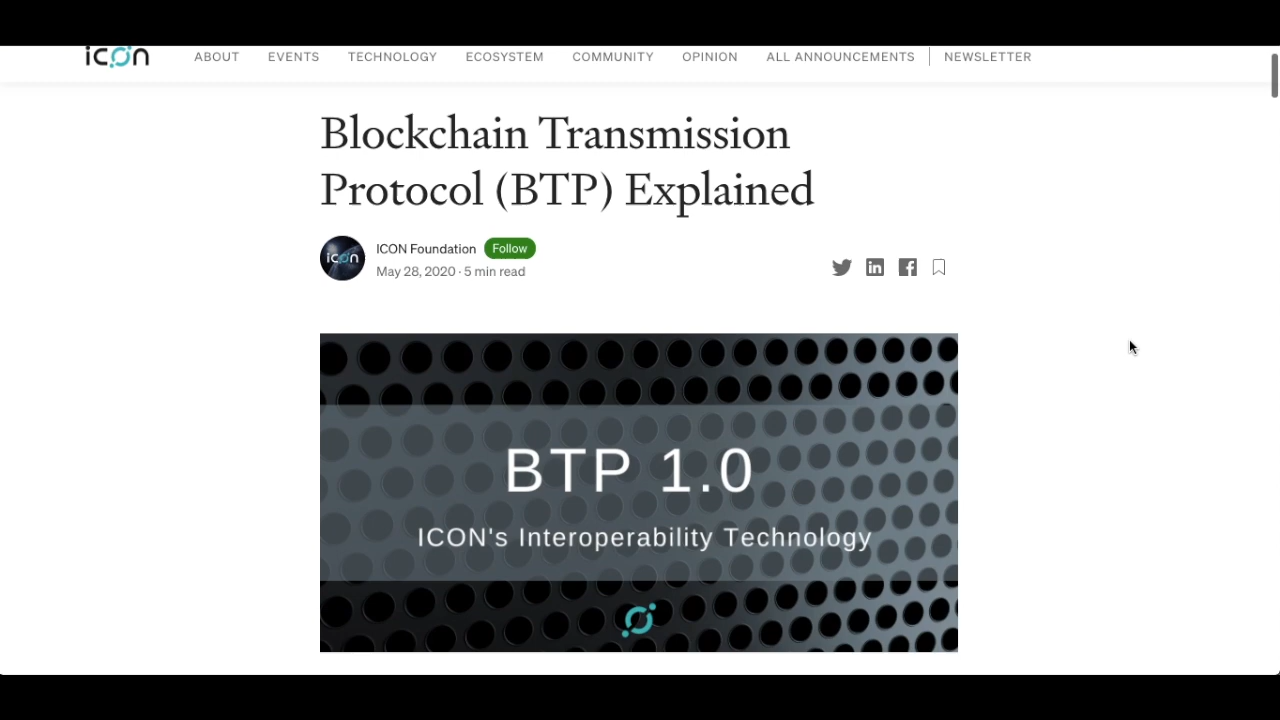 icon ABOUT EVENTS TECHNOLOGY ECOSYSTEM COMMUNITY OPINION ALL ANNOUNCEMENTS NEWSLETTER
Blockchain Transmission
Protocol (BTP) Explained
icon
ICON Foundation Follow
May 28, 2020 · 5 min read
BTP 1.0
ICON's Interoperability Technology